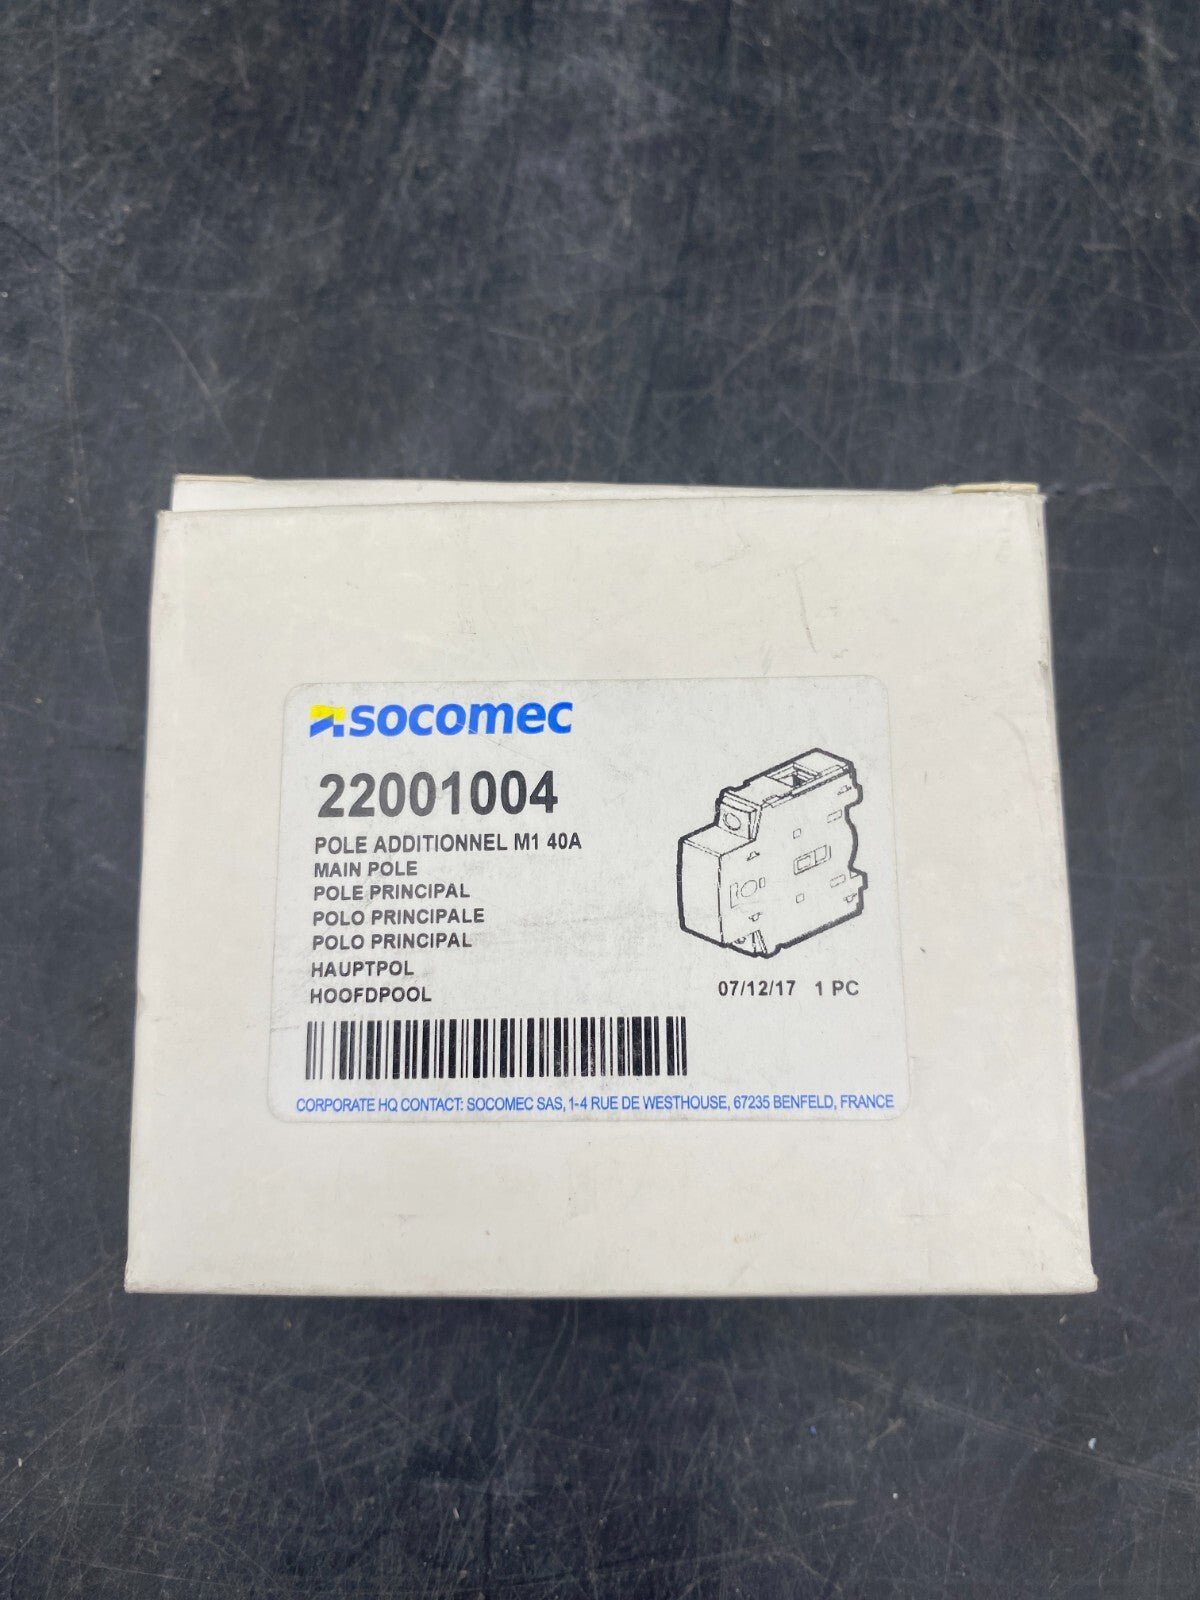 socomec
22001004
POLE ADDITIONNEL M1 40A
MAIN POLE
POLE PRINCIPAL
POLO PRINCIPALE
POLO PRINCIPAL
HAUPTPOL
HOOFDPOOL
07/12/17 1 PC
CORPORATE HQ CONTACT: SOCOMEC SAS, 1-4 RUE DE WESTHOUSE, 67235 BENFELD, FRANCE